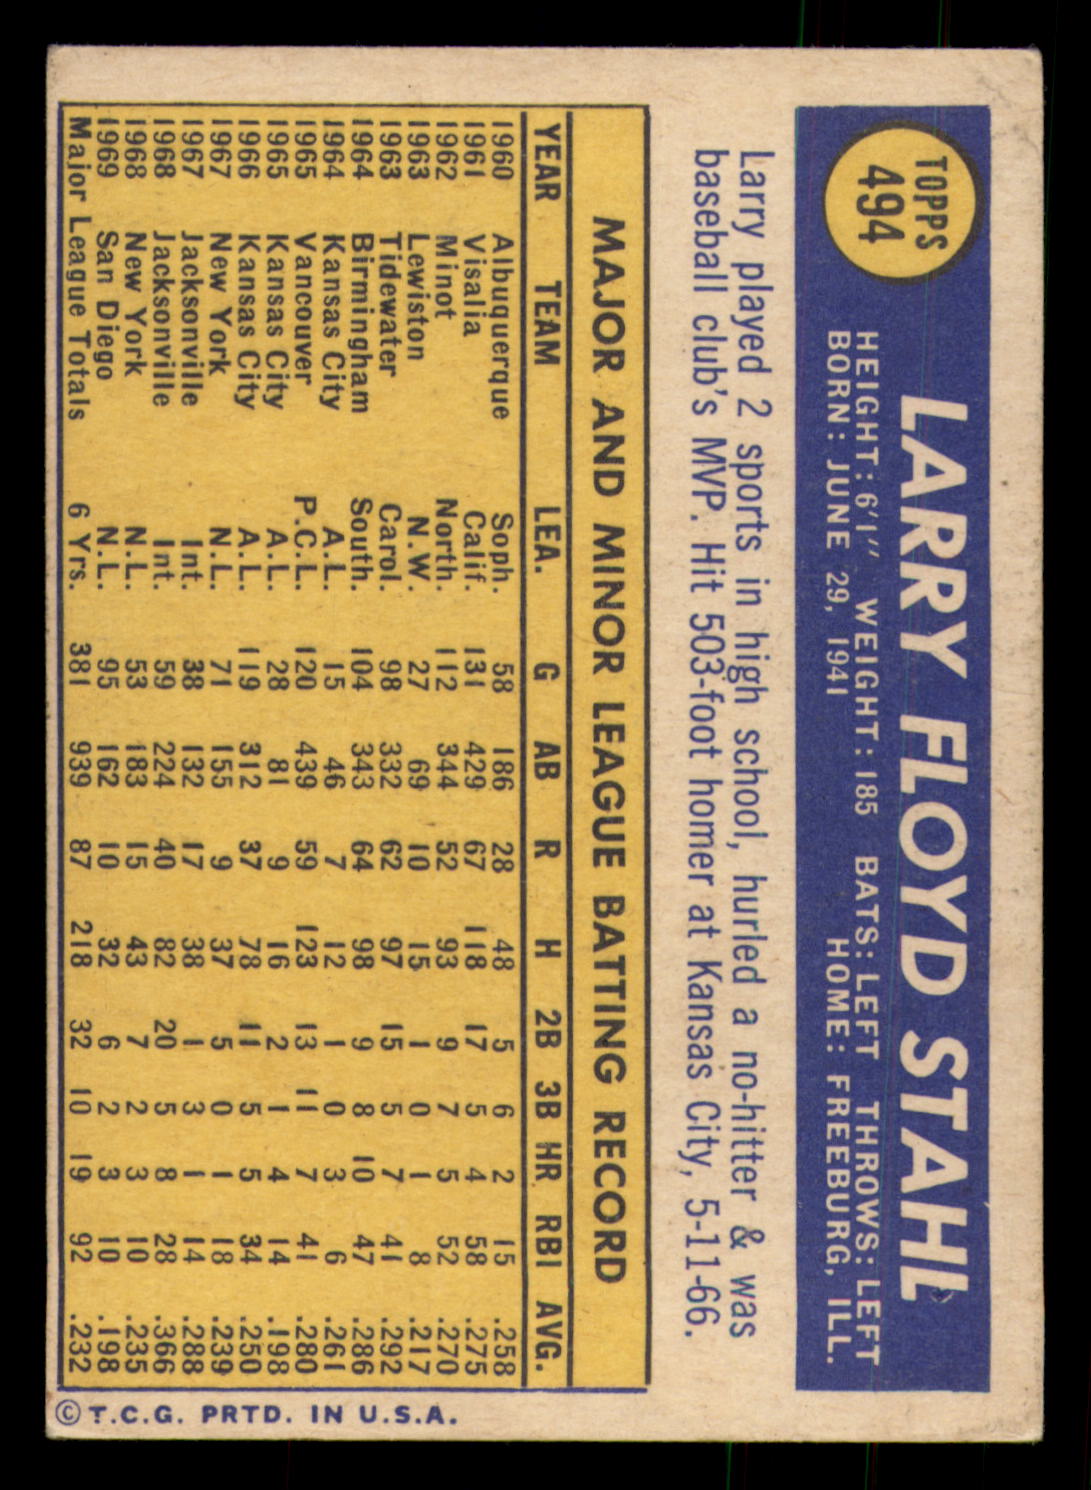 TOPPS
494
LARRY FLOYD STAHL
HEIGHT: 6'1" WEIGHT: 185 BATS: LEFT THROWS: LEFT
BORN: JUNE 29, 1941 HOME: FREEBURG, ILL.
Larry played 2 sports in high school, hurled a no-hitter & was
baseball club's MVP. Hit 503-foot homer at Kansas City, 5-11-66.
MAJOR AND MINOR LEAGUE BATTING RECORD
YEAR TEAM LEA. G AB R H 2B 3B HR RBI AVG.
1960 Albuquerque Soph. 58 186 28 48 5 6 2 15 .258
1961 Visalia Calif. 131 429 67 118 17 5 4 58 .275
1962 Minot North. 112 344 52 93 9 7 5 52 .270
1963 Lewiston N.W. 27 69 10 15 1 0 1 8 .217
1963 Tidewater Carol. 98 332 62 97 15 5 7 41 .292
1964 Birmingham South. 104 343 64 98 9 8 10 47 .286
1964 Kansas City A.L. 15 46 7 12 1 0 3 6 .261
1965 Vancouver P.C.L. 120 439 59 123 13 11 7 41 .280
1965 Kansas City A.L. 28 81 9 16 2 1 4 14 .198
1966 Kansas City A.L. 119 312 37 78 11 5 5 34 .250
1967 New York N.L. 71 155 9 37 5 0 1 18 .239
1967 Jacksonville Int. 38 132 17 38 1 3 1 14 .288
1968 Jacksonville Int. 59 224 40 82 20 5 8 28 .366
1968 New York N.L. 53 183 15 43 7 2 3 10 .235
1969 San Diego N.L. 95 162 10 32 6 2 3 10 .198
Major League Totals 6 Yrs. 381 939 87 218 32 10 19 92 .232
© T.C.G. PRTD. IN U.S.A.